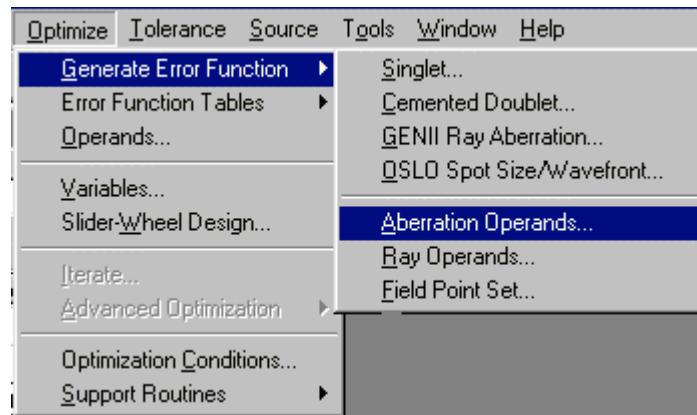 Optimize Tolerance Source Tools Window Help
Generate Error Function
Error Function Tables
Operands...
Variables...
Slider-Wheel Design...
Iterate...
Advanced Optimization
Optimization Conditions...
Support Routines
Singlet...
Cemented Doublet...
GENII Ray Aberration...
OSLO Spot Size/Wavefront...
Aberration Operands...
Ray Operands...
Field Point Set...